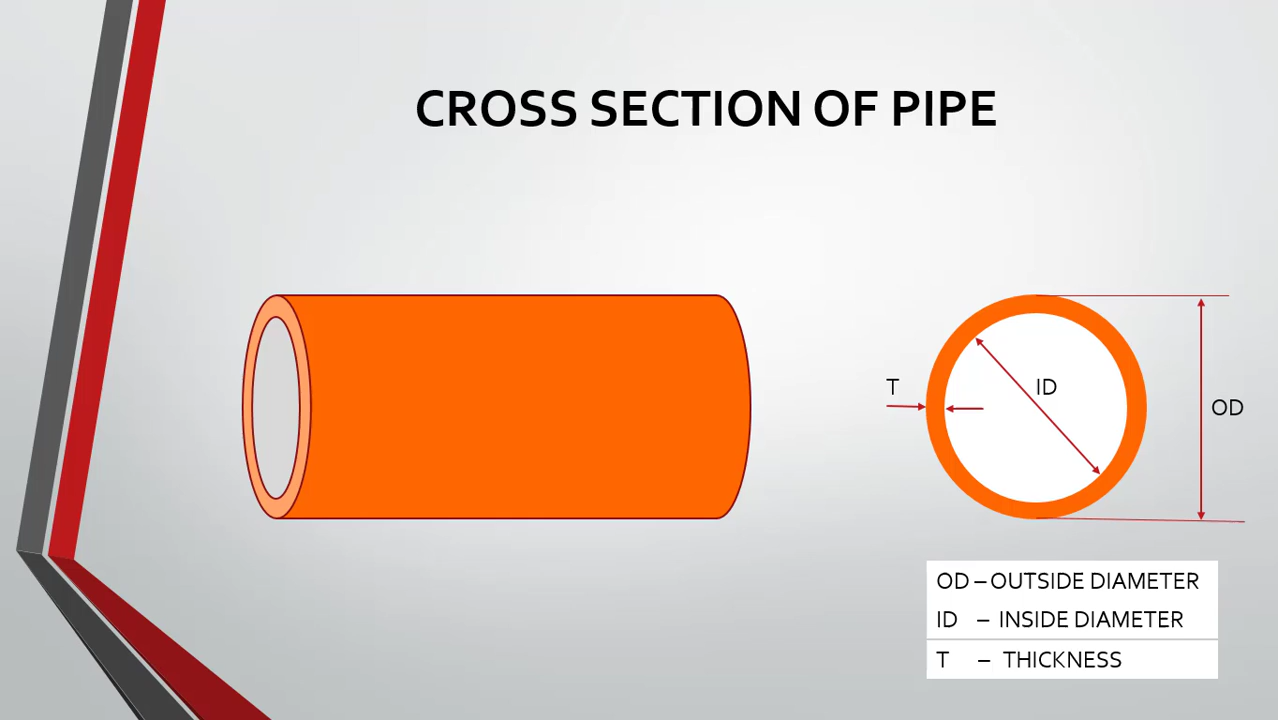 CROSS SECTION OF PIPE
T
ID
OD
OD – OUTSIDE DIAMETER
ID – INSIDE DIAMETER
T – THICKNESS